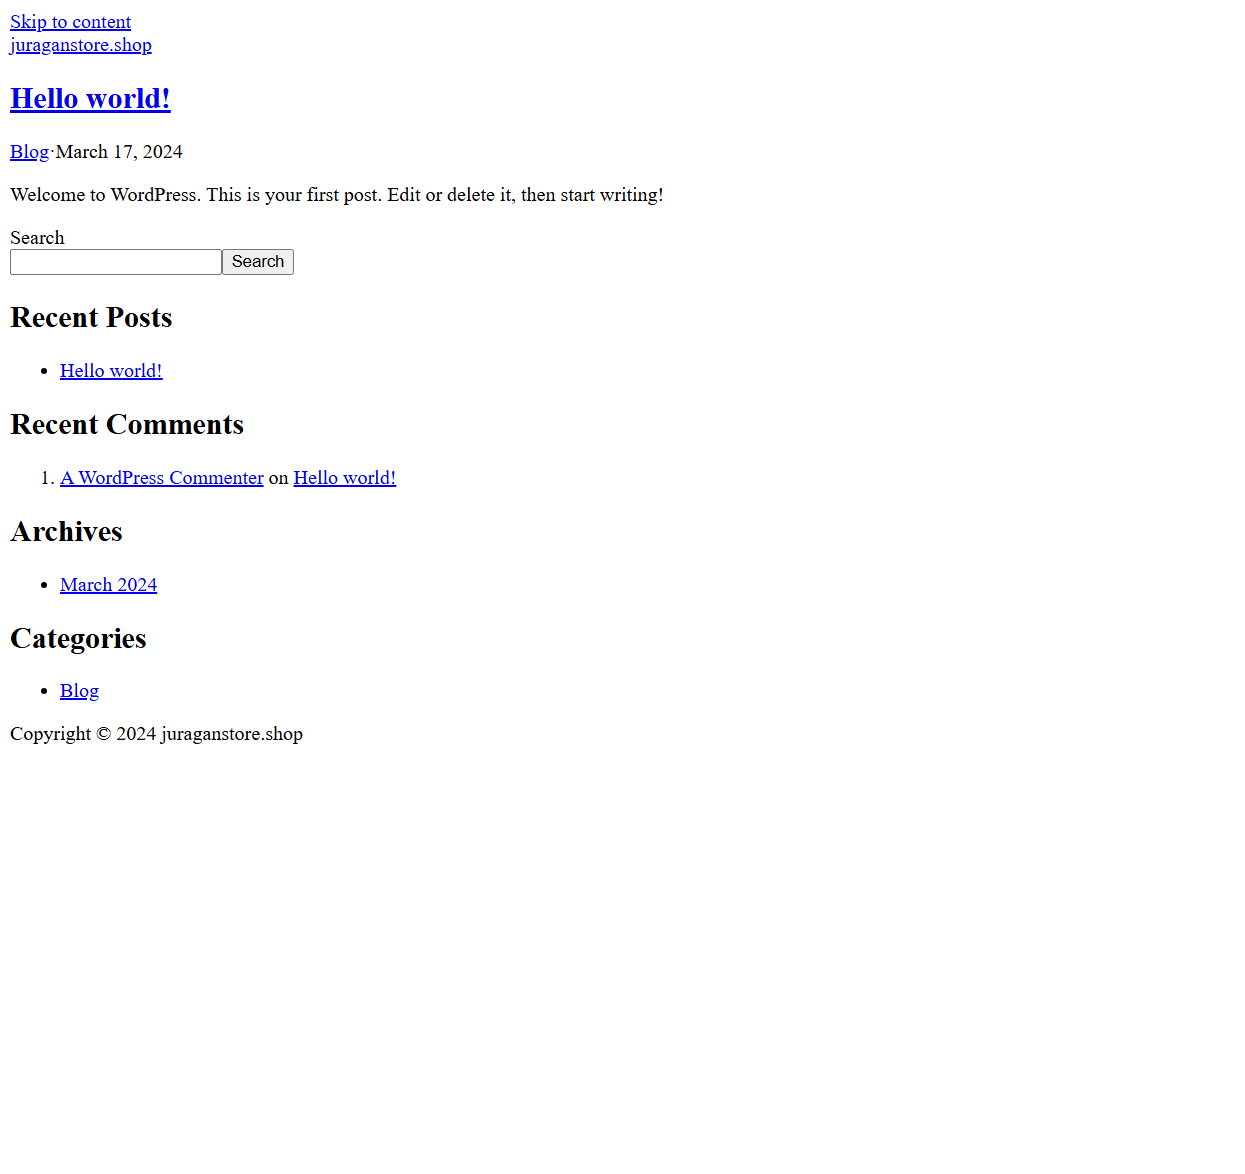 Skip to content
juraganstore.shop
Hello world!
Blog·March 17, 2024
Welcome to WordPress. This is your first post. Edit or delete it, then start writing!
Search
Search
Recent Posts
Hello world!
Recent Comments
1. A WordPress Commenter on Hello world!
Archives
March 2024
Categories
Blog
Copyright © 2024 juraganstore.shop